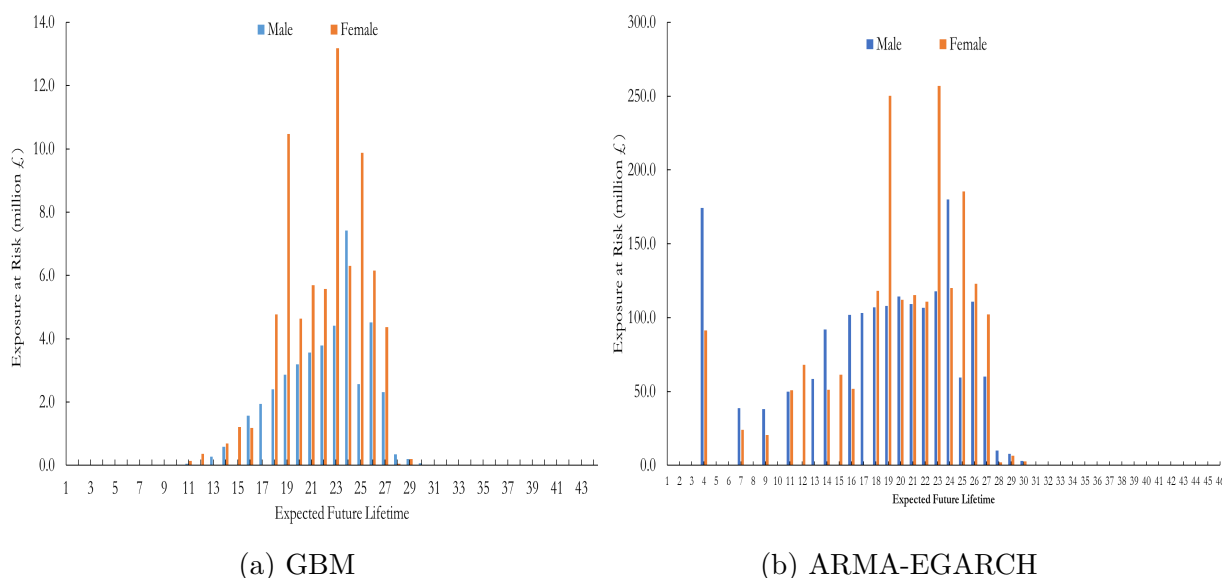 14.0
12.0
10.0
8.0
6.0
4.0
2.0
0.0
Exposure at Risk (million £)
Male Female
1 3 5 7 9 11 13 15 17 19 21 23 25 27 29 31 33 35 37 39 41 43
Expected Future Lifetime
(a) GBM
300.0
250.0
200.0
150.0
100.0
50.0
0.0
Exposure at Risk (million £)
Male Female
1 2 3 4 5 6 7 8 9 10 11 12 13 14 15 16 17 18 19 20 21 22 23 24 25 26 27 28 29 30 31 32 33 34 35 36 37 38 39 40 41 42 43 44 45 46
Expected Future Lifetime
(b) ARMA-EGARCH